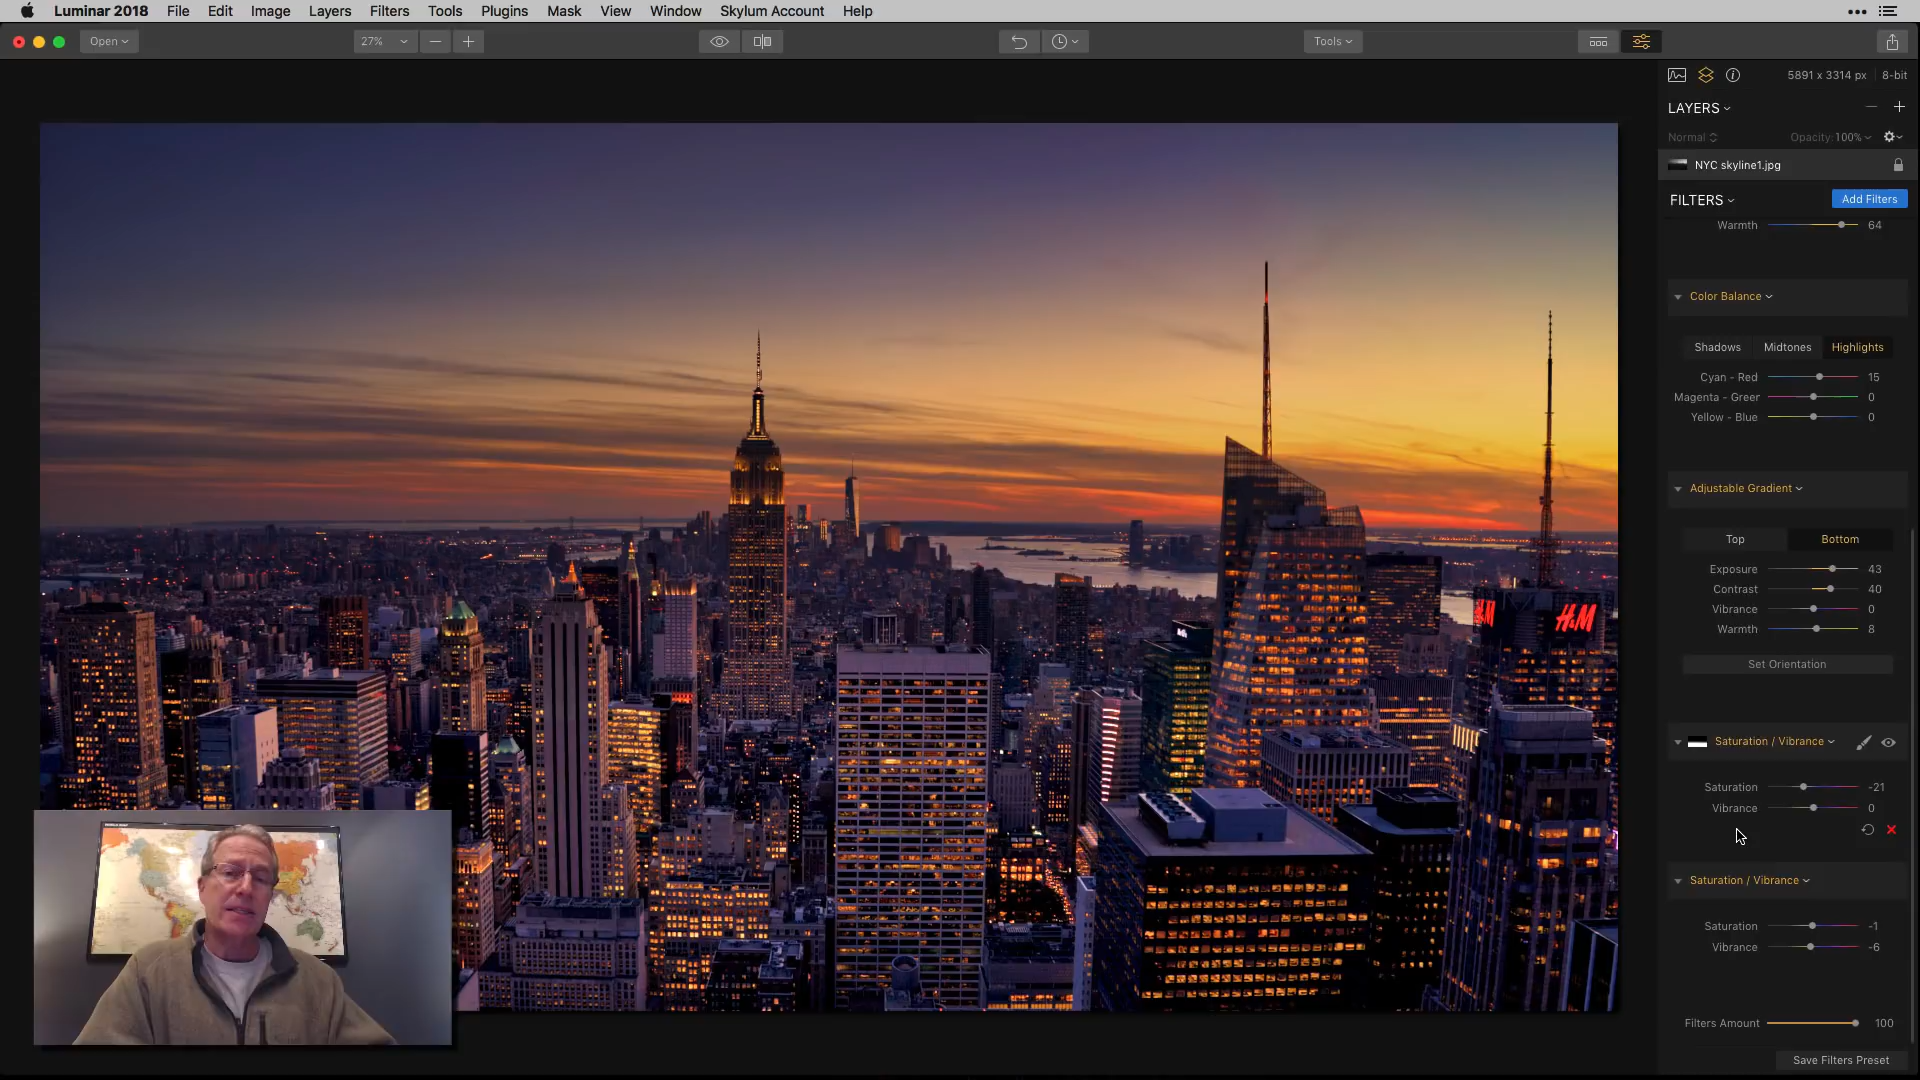 Luminar 2018 File Edit Image Layers Filters Tools Plugins Mask View Window Skylum Account Help
Open 27% Tools
5891 x 3314 px 8-bit
LAYERS
Normal Opacity: 100%
NYC skyline1.jpg
FILTERS Add Filters
Warmth 64
Color Balance
Shadows Midtones Highlights
Cyan - Red 15
Magenta - Green 0
Yellow - Blue 0
Adjustable Gradient
Top Bottom
Exposure 43
Contrast 40
Vibrance 0
Warmth 8
Set Orientation
Saturation / Vibrance
Saturation -21
Vibrance 0
Saturation / Vibrance
Saturation -1
Vibrance -6
Filters Amount 100
Save Filters Preset
H&M
H&M